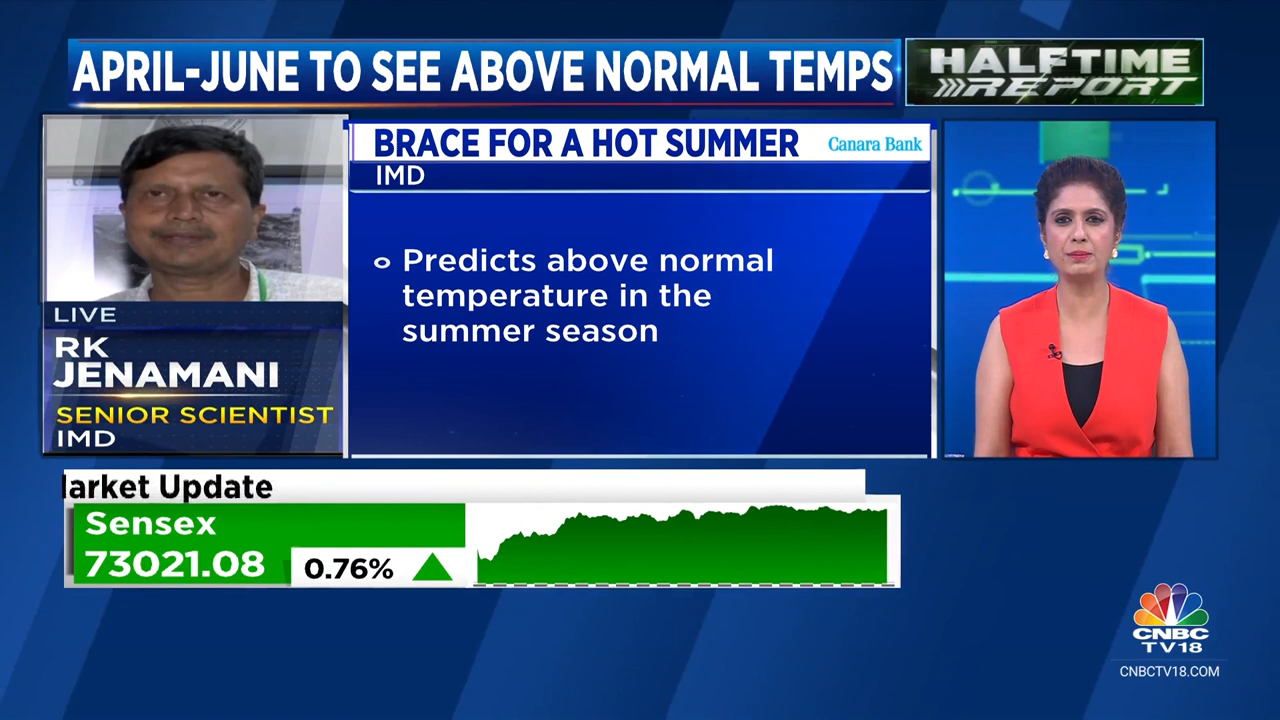 APRIL-JUNE TO SEE ABOVE NORMAL TEMPS
HALFTIME
REPORT
BRACE FOR A HOT SUMMER
Canara Bank
IMD
Predicts above normal
temperature in the
summer season
LIVE
RK
JENAMANI
SENIOR SCIENTIST
IMD
arket Update
Sensex
73021.08
0.76%
CNBC
TV18
CNBCTV18.COM